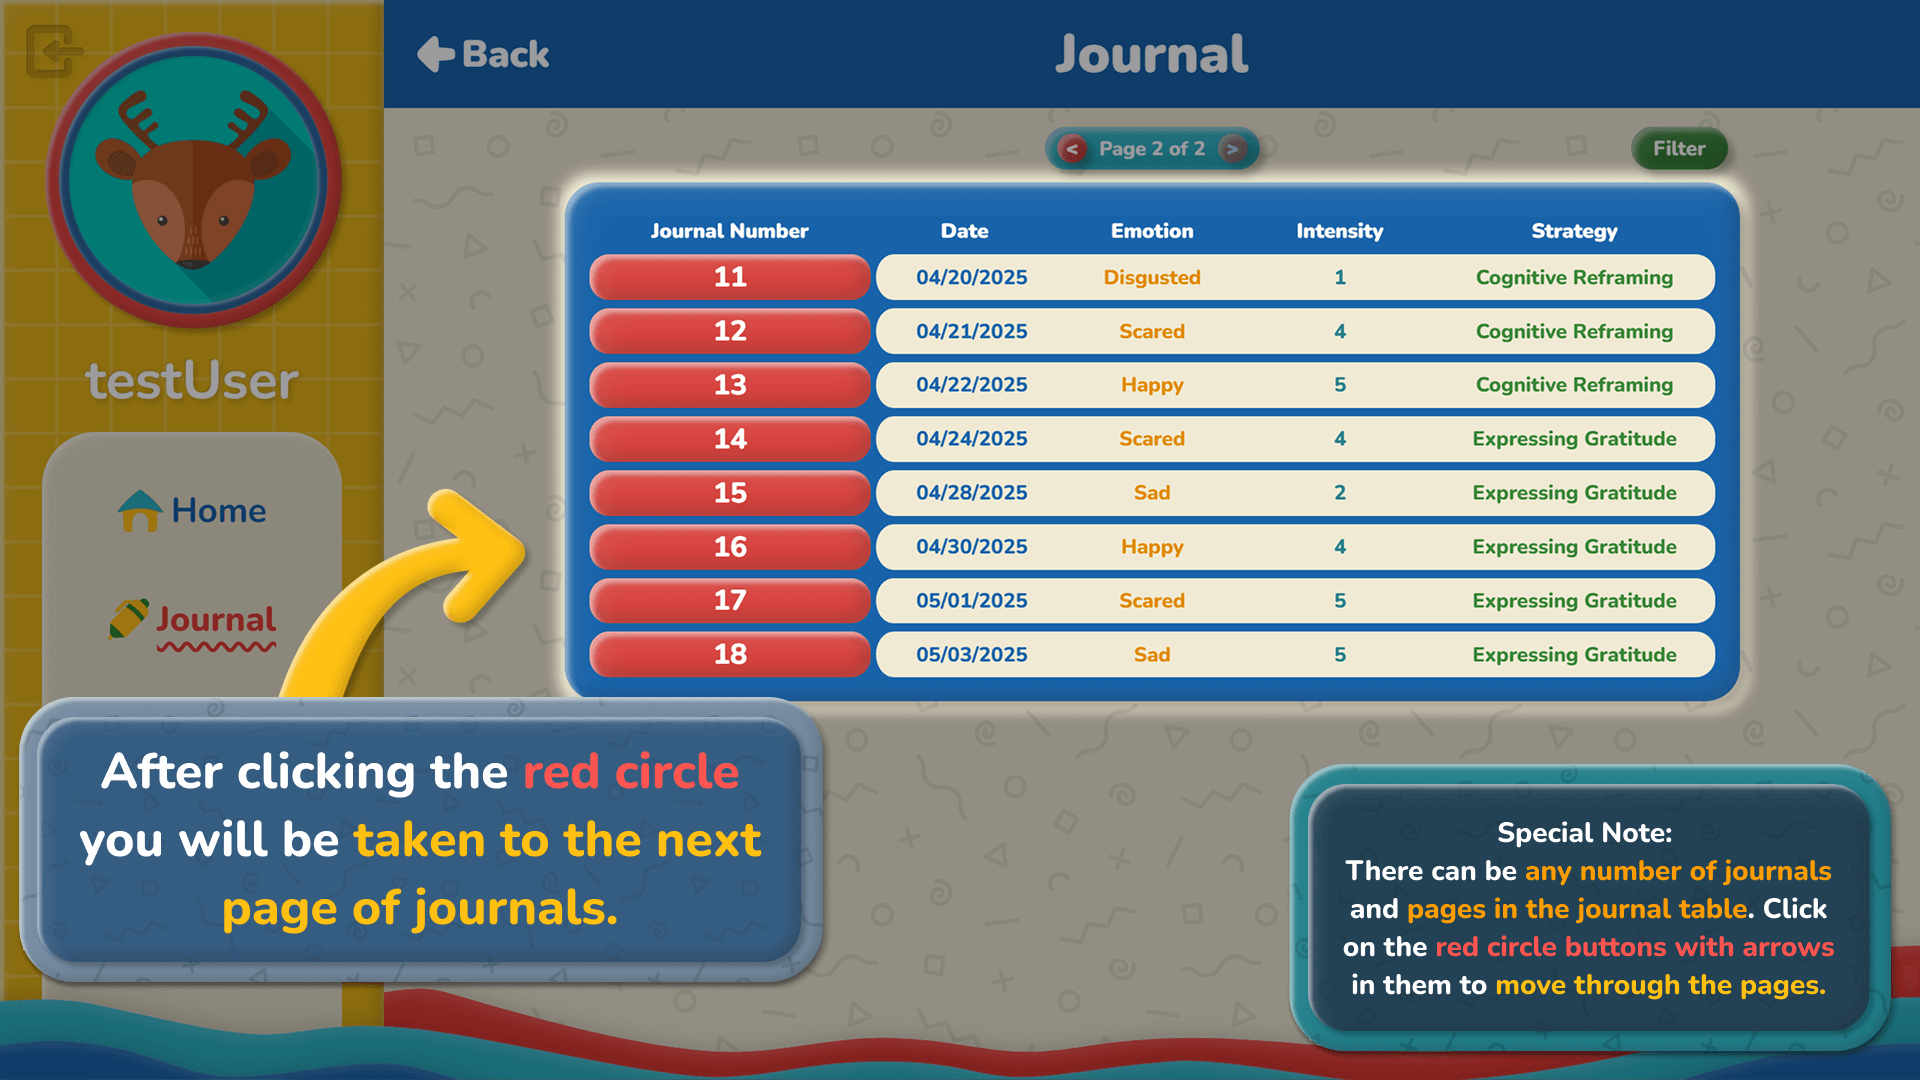 Back
Journal
< Page 2 of 2 >
Filter
testUser
Home
Journal
Journal Number Date Emotion Intensity Strategy
11 04/20/2025 Disgusted 1 Cognitive Reframing
12 04/21/2025 Scared 4 Cognitive Reframing
13 04/22/2025 Happy 5 Cognitive Reframing
14 04/24/2025 Scared 4 Expressing Gratitude
15 04/28/2025 Sad 2 Expressing Gratitude
16 04/30/2025 Happy 4 Expressing Gratitude
17 05/01/2025 Scared 5 Expressing Gratitude
18 05/03/2025 Sad 5 Expressing Gratitude
After clicking the red circle
you will be taken to the next
page of journals.
Special Note:
There can be any number of journals
and pages in the journal table. Click
on the red circle buttons with arrows
in them to move through the pages.